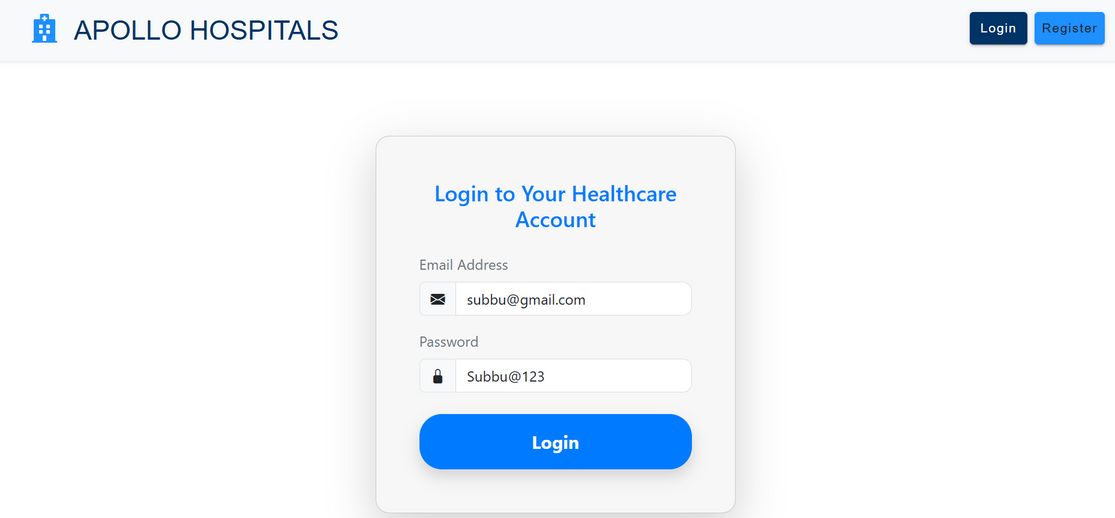 APOLLO HOSPITALS
Login
Register
Login to Your Healthcare
Account
Email Address
subbu@gmail.com
Password
Subbu@123
Login